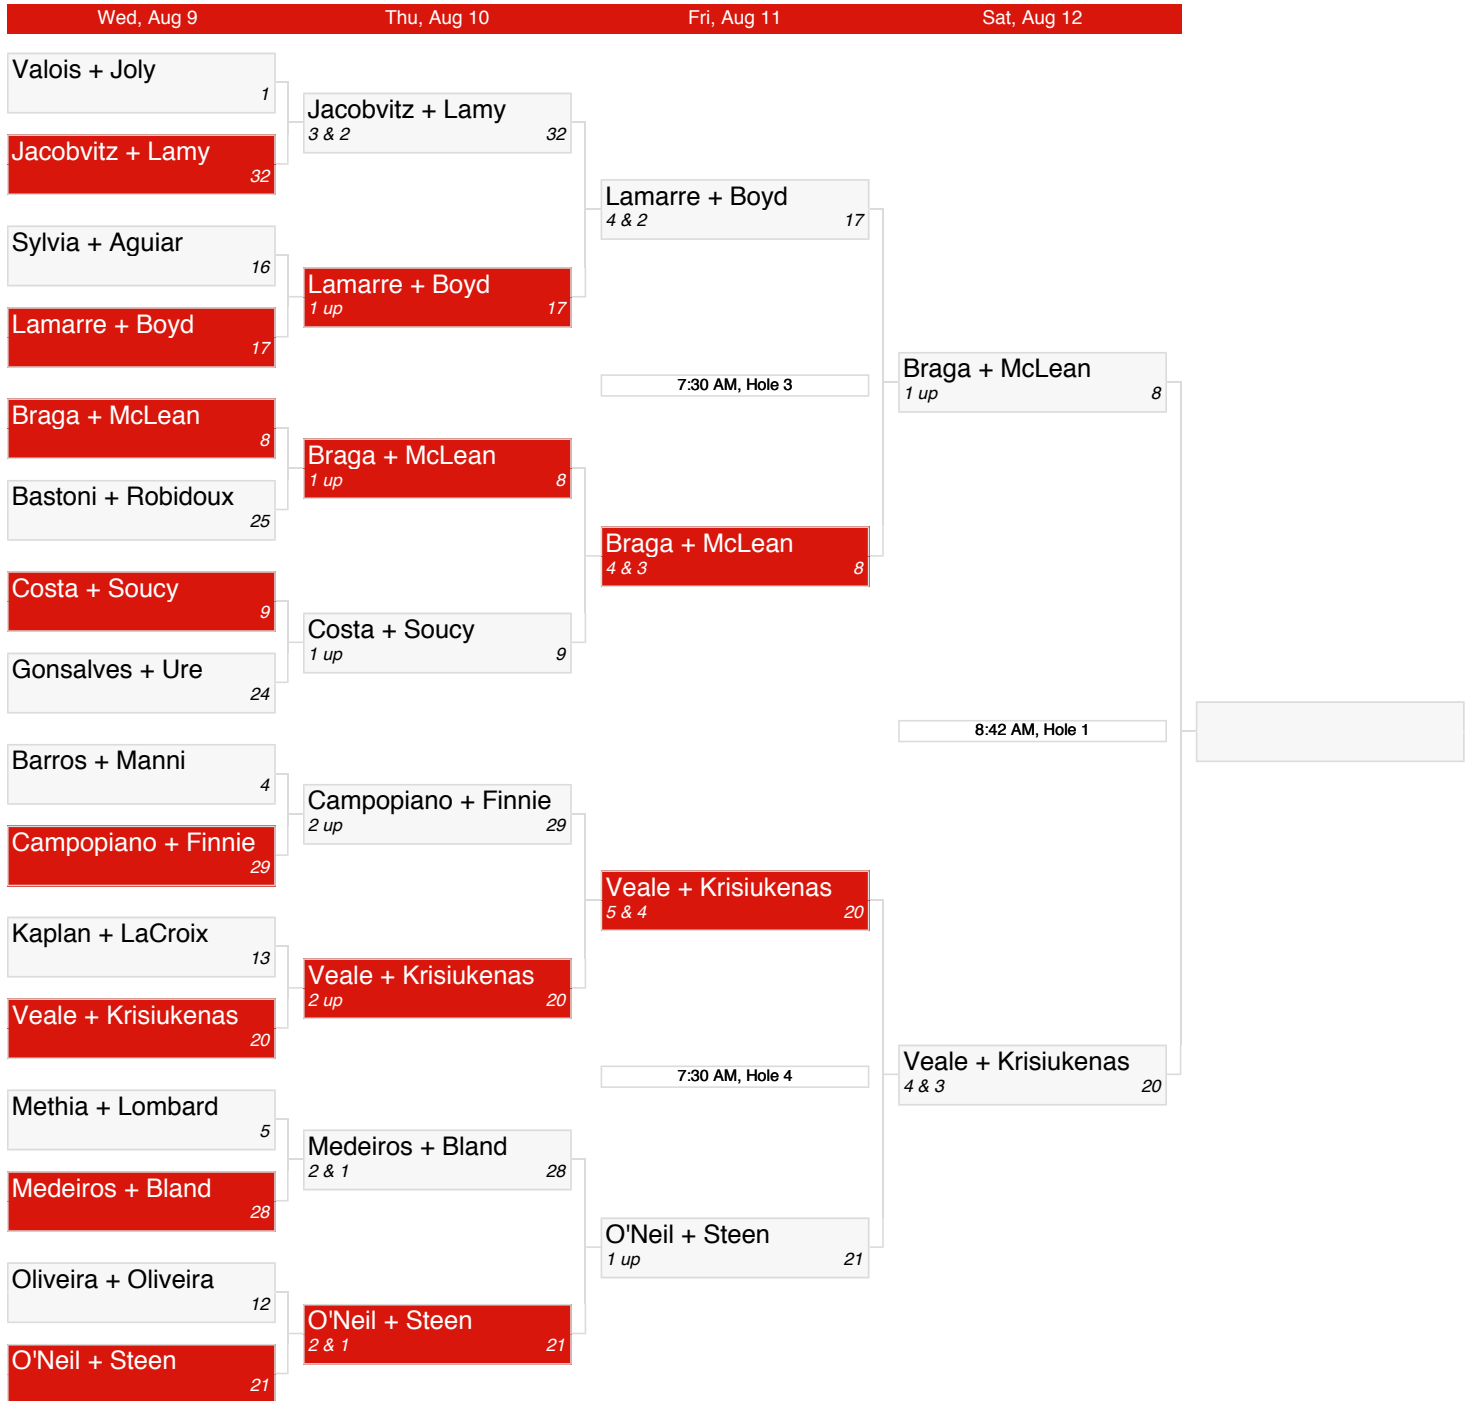 Wed, Aug 9
Thu, Aug 10
Fri, Aug 11
Sat, Aug 12
Valois + Joly
1
Jacobvitz + Lamy
32
Sylvia + Aguiar
16
Lamarre + Boyd
17
Braga + McLean
8
Bastoni + Robidoux
25
Costa + Soucy
9
Gonsalves + Ure
24
Barros + Manni
4
Campopiano + Finnie
29
Kaplan + LaCroix
13
Veale + Krisiukenas
20
Methia + Lombard
5
Medeiros + Bland
28
Oliveira + Oliveira
12
O'Neil + Steen
21
Jacobvitz + Lamy
3 & 2 32
Lamarre + Boyd
1 up 17
Braga + McLean
1 up 8
Costa + Soucy
1 up 9
Campopiano + Finnie
2 up 29
Veale + Krisiukenas
2 up 20
Medeiros + Bland
2 & 1 28
O'Neil + Steen
2 & 1 21
Lamarre + Boyd
4 & 2 17
7:30 AM, Hole 3
Braga + McLean
4 & 3 8
Veale + Krisiukenas
5 & 4 20
7:30 AM, Hole 4
O'Neil + Steen
1 up 21
Braga + McLean
1 up 8
8:42 AM, Hole 1
Veale + Krisiukenas
4 & 3 20